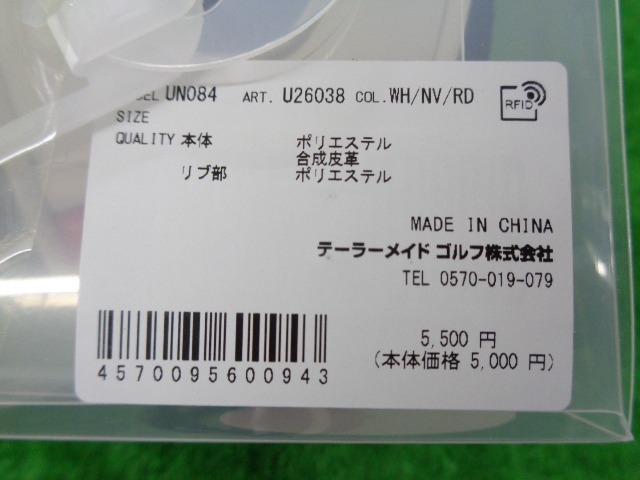 UN084 ART. U26038 COL. WH/NV/RD
RFID
SIZE
QUALITY 本体 ポリエステル
合成皮革
リブ部 ポリエステル
MADE IN CHINA
テーラーメイド ゴルフ株式会社
TEL 0570-019-079
5,500 円
(本体価格 5,000 円)
4570095600943